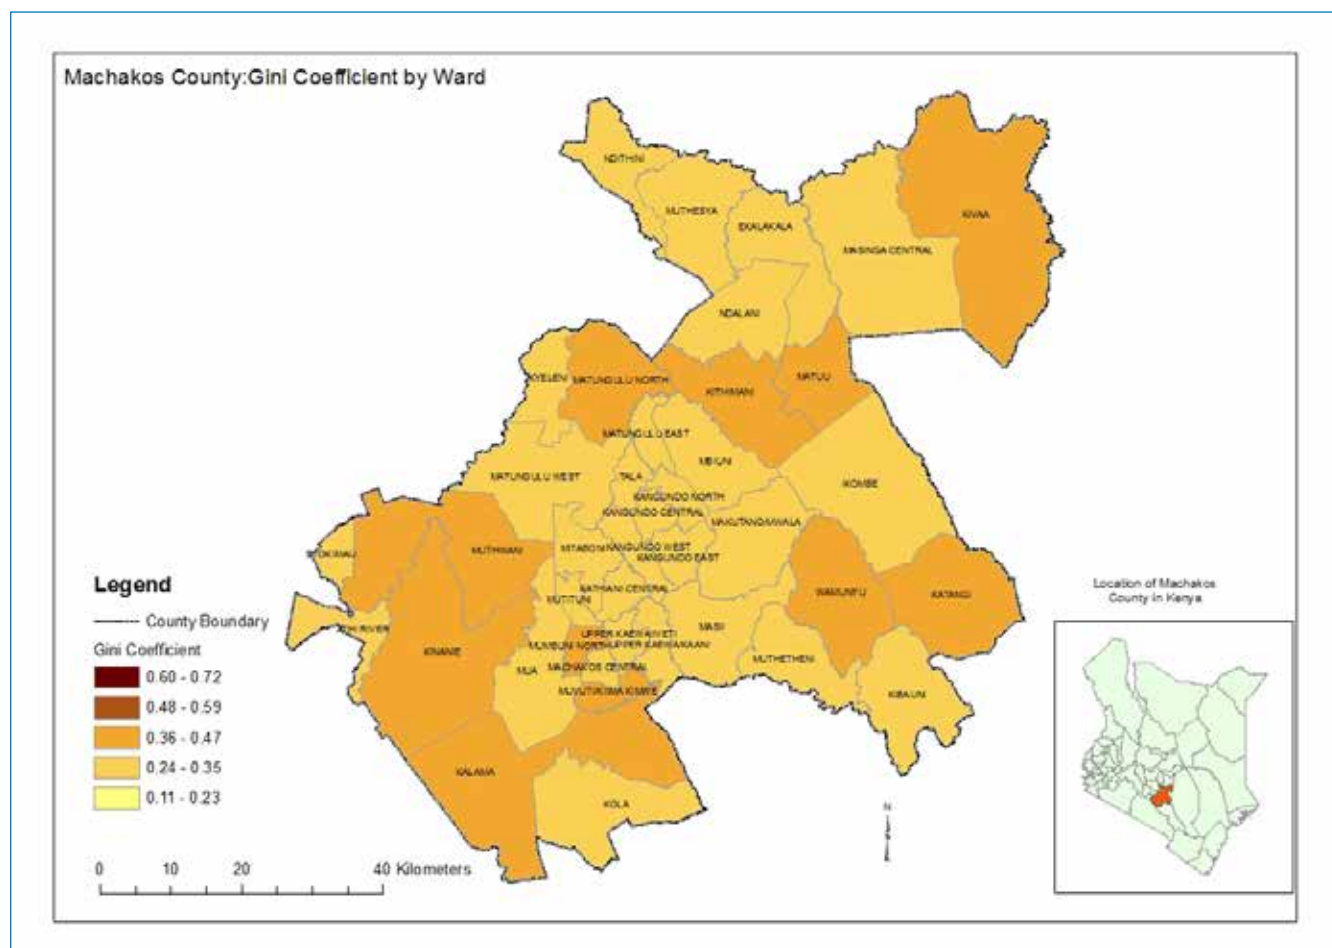 Machakos County:Gini Coefficient by Ward
NDITHINI
MUTHESYA
EKALAKALA
KIVAA
MASINGA CENTRAL
NDALANI
KYELENI
MATUNGULU NORTH
KITHIMANI
MATUU
MATUNGULU EAST
MBIUNI
MATUNGULU WEST
TALA
IKOMBE
KANGUNDO NORTH
KANGUNDO CENTRAL
MAKUTANO/MWALA
MUTHWANI
MITABONI
KANGUNDO WEST
KANGUNDO EAST
KATHIANI CENTRAL
MUTITUNI
WAMUNYU
KATANGI
KINANIE
MASII
UPPER KAEWA/IVETI
MUMBUNI NORTH
MUA
MACHAKOS CENTRAL
MUTHETHENI
KIBAUNI
KALAMA
KOLA
Legend
County Boundary
Gini Coefficient
0.60 - 0.72
0.48 - 0.59
0.36 - 0.47
0.24 - 0.35
0.11 - 0.23
0 10 20 40 Kilometers
N
Location of Machakos
County in Kenya